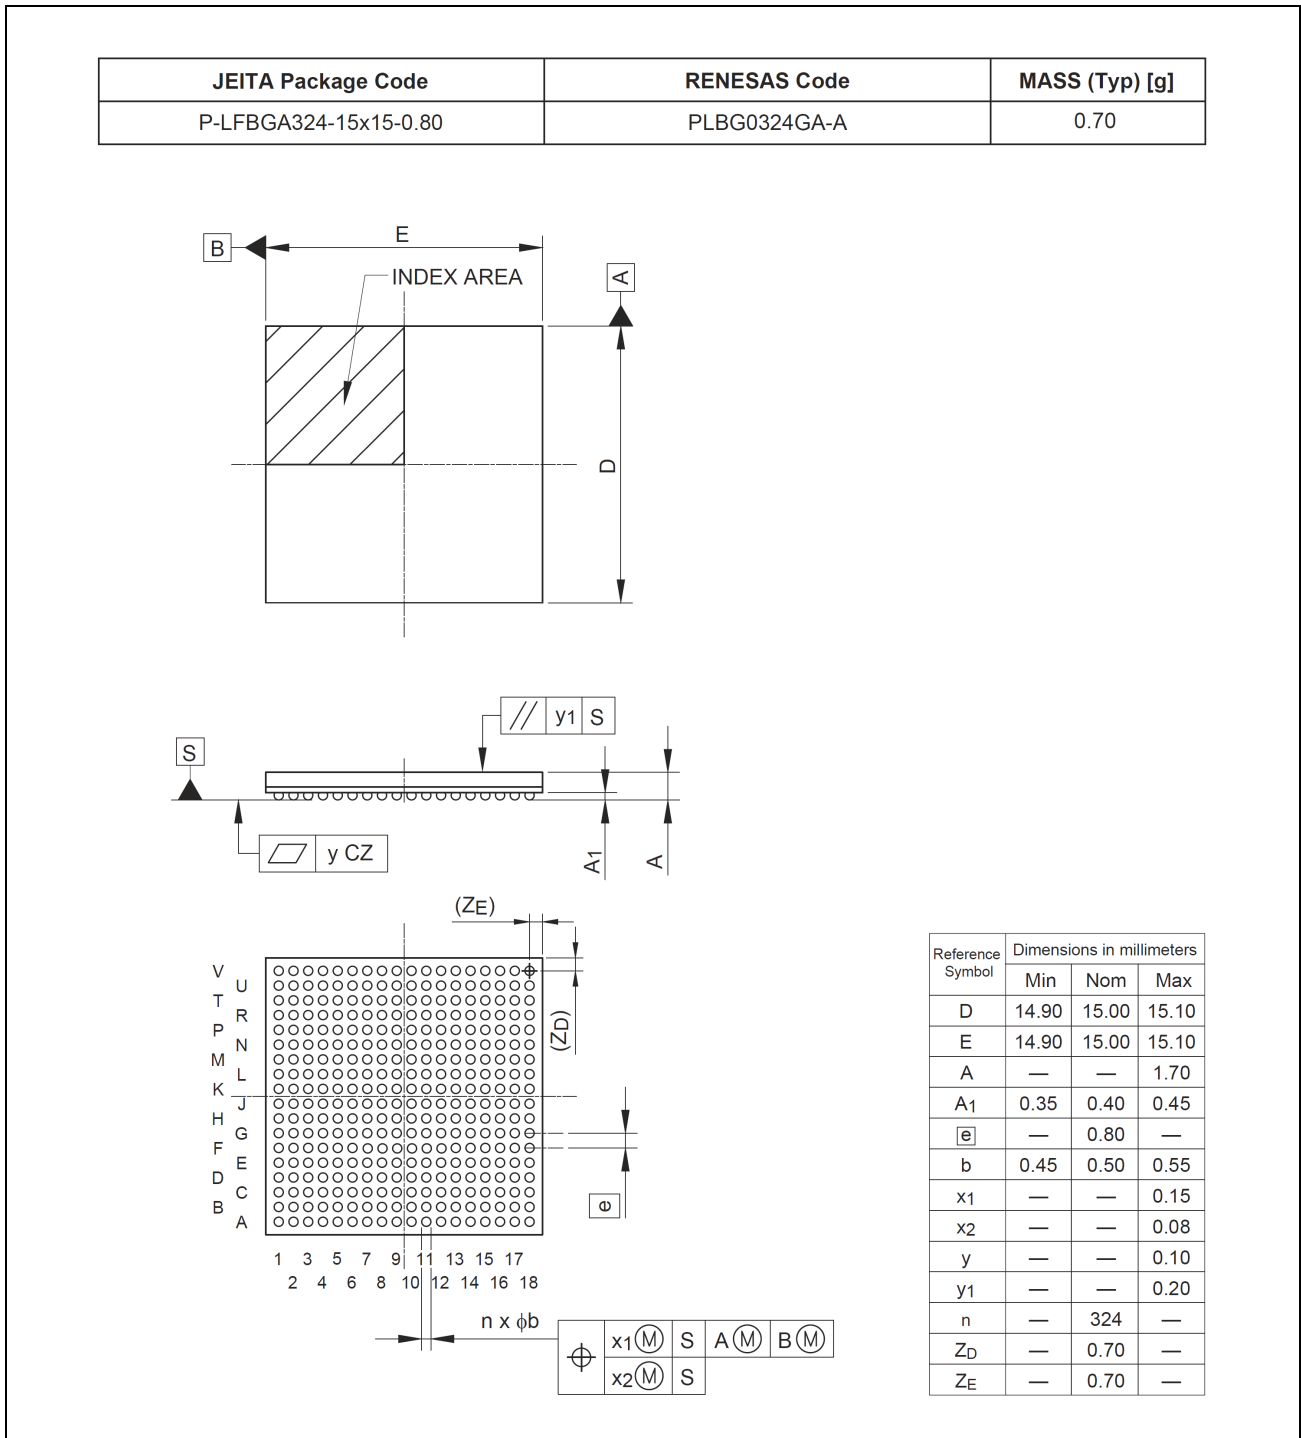 JEITA Package Code RENESAS Code MASS (Typ) [g]
P-LFBGA324-15x15-0.80 PLBG0324GA-A 0.70
B E
INDEX AREA
A
D
y1 S
S
y CZ
A1 A
(ZE)
(ZD)
V
U
T
R
P
N
M
L
K
J
H
G
F
E
D
C
B
A
e
1 3 5 7 9 11 13 15 17
2 4 6 8 10 12 14 16 18
n x ϕb
x1 Ⓜ S A Ⓜ B Ⓜ
x2 Ⓜ S
Reference Symbol Dimensions in millimeters
Min Nom Max
D 14.90 15.00 15.10
E 14.90 15.00 15.10
A — — 1.70
A1 0.35 0.40 0.45
e — 0.80 —
b 0.45 0.50 0.55
x1 — — 0.15
x2 — — 0.08
y — — 0.10
y1 — — 0.20
n — 324 —
ZD — 0.70 —
ZE — 0.70 —